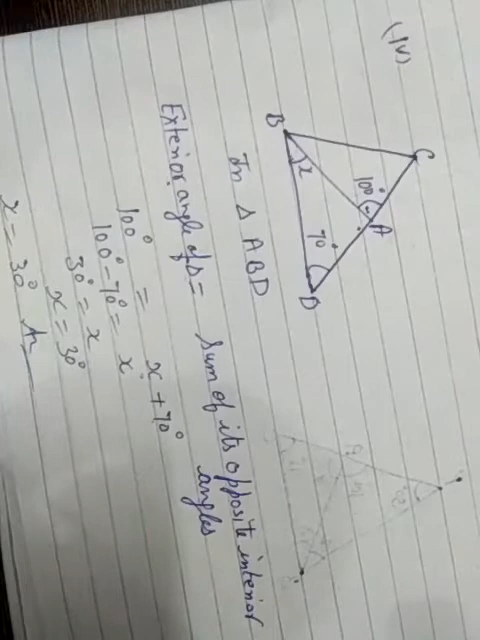 (iv)
C
100°
A
B
x
70°
D
In Δ ABD
Exterior angle of Δ = Sum of its opposite interior
angles
100° = x + 70°
100° - 70° = x
30° = x
x = 30°
x = 30°